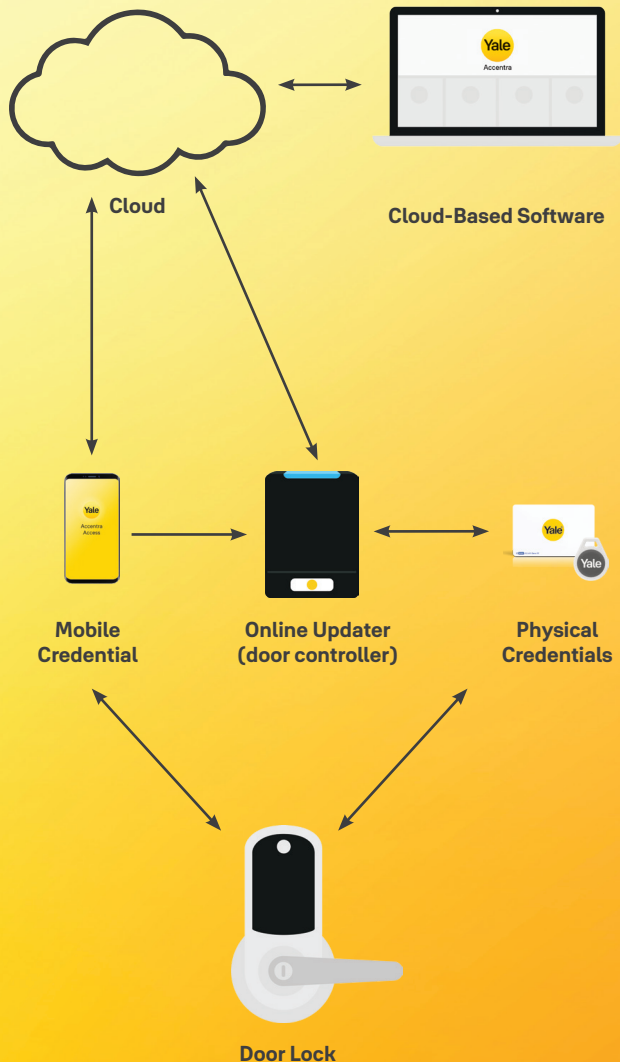 Yale
Accentra
Cloud
Cloud-Based Software
Yale
Accentra
Access
Yale
Yale
Mobile
Credential
Online Updater
(door controller)
Physical
Credentials
Door Lock